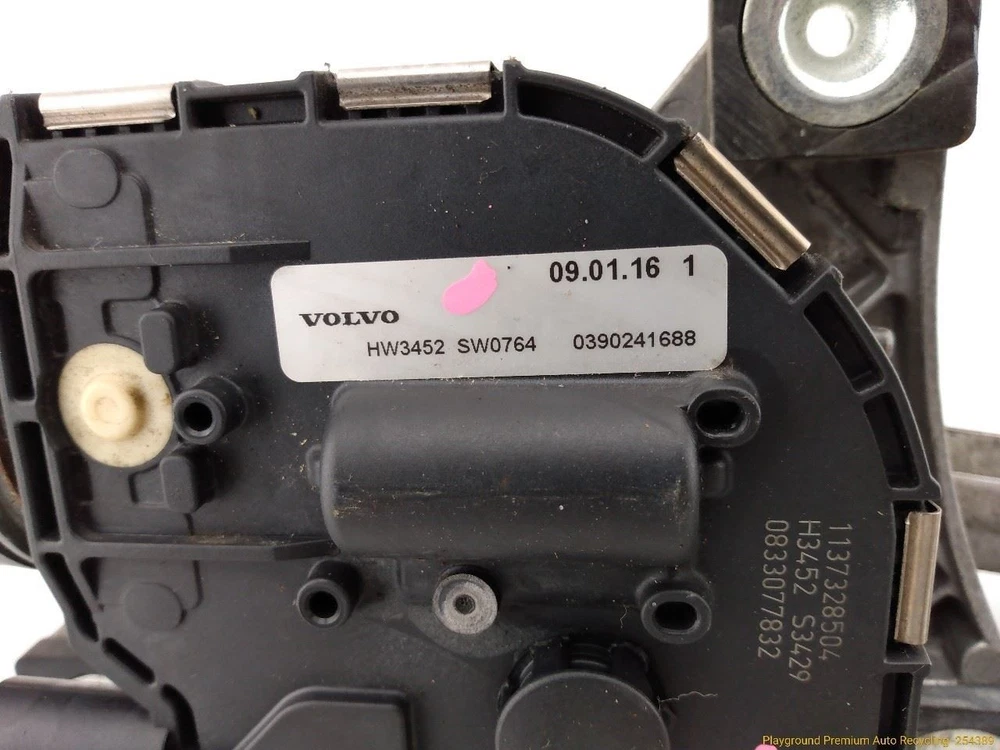 09.01.16 1
VOLVO
HW3452 SW0764 0390241688
1137328504
H3452 S3429
0833077832
Playground Premium Auto Recycling - 254389